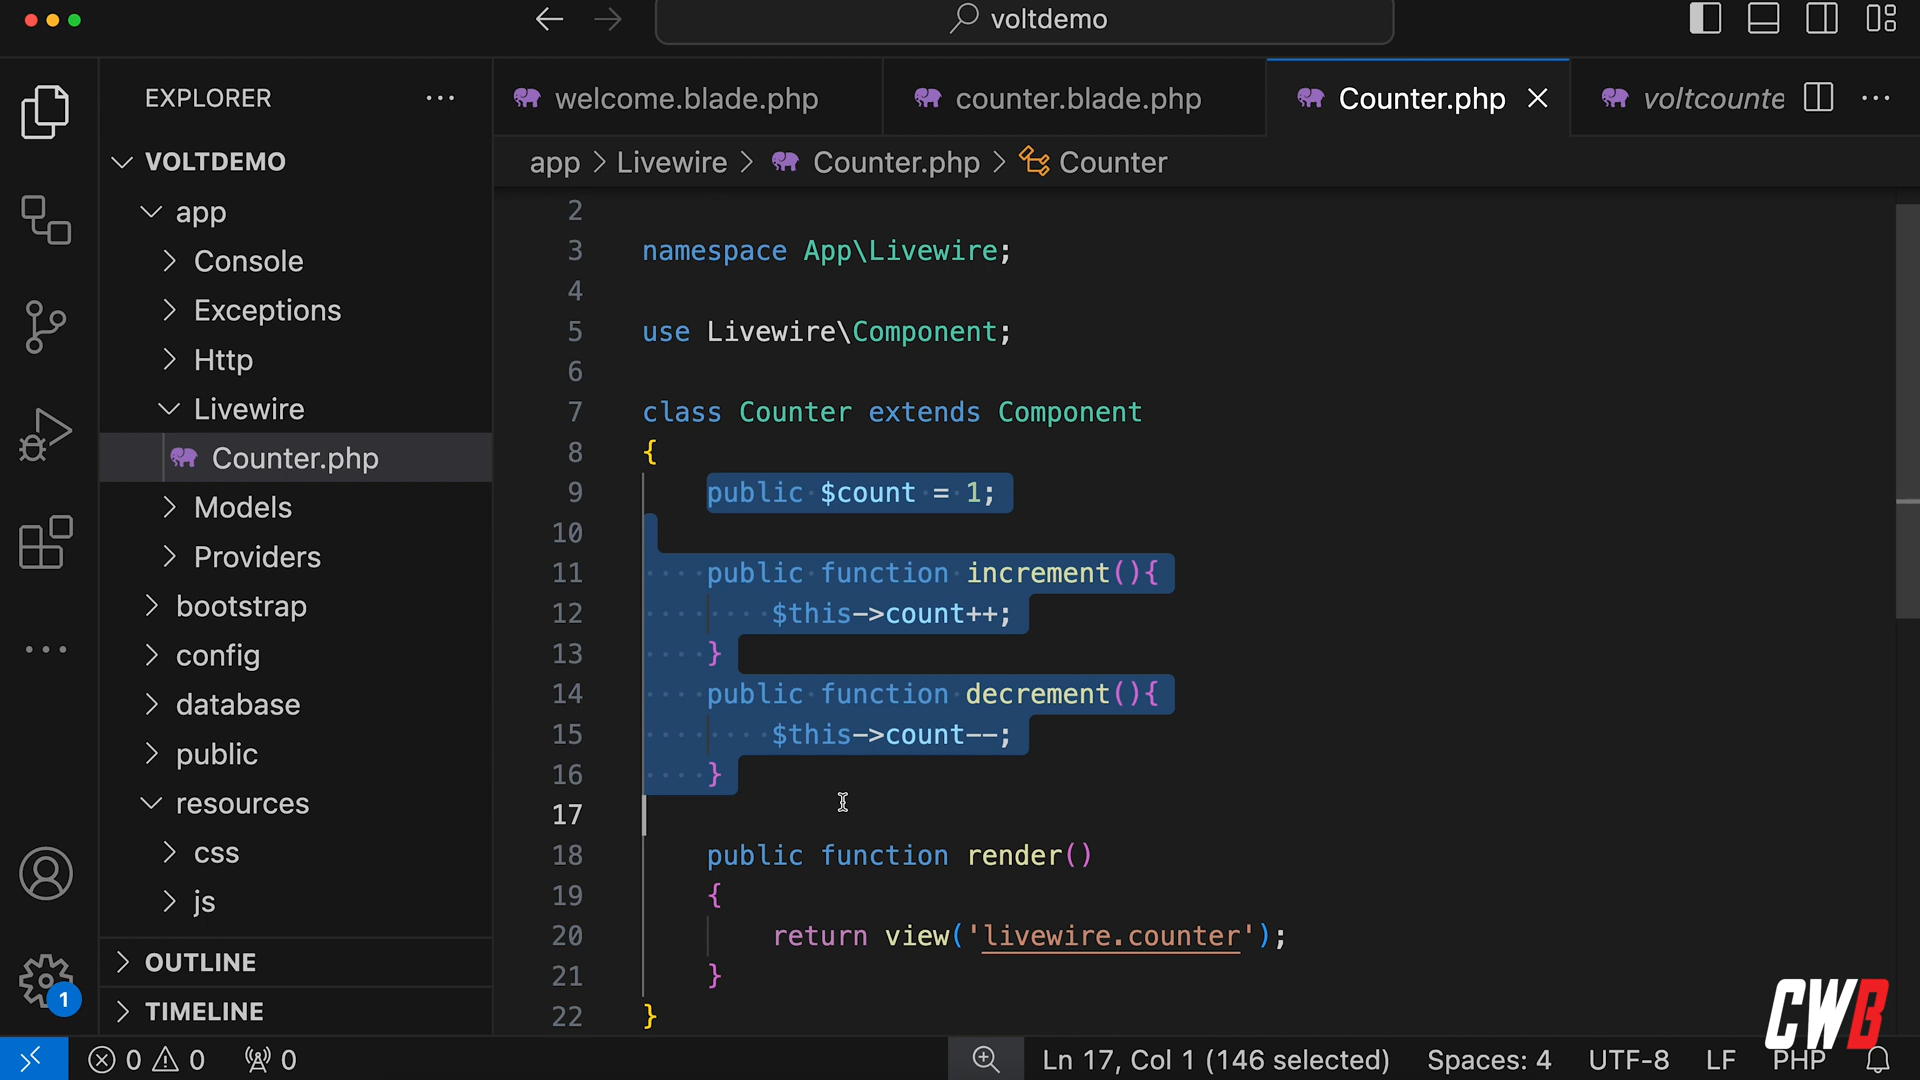 voltdemo
EXPLORER
welcome.blade.php
counter.blade.php
Counter.php
voltcounte
VOLTDEMO
app > Livewire > Counter.php > Counter
app
Console
Exceptions
Http
Livewire
Counter.php
Models
Providers
bootstrap
config
database
public
resources
css
js
OUTLINE
TIMELINE
2
3 namespace App\Livewire;
4
5 use Livewire\Component;
6
7 class Counter extends Component
8 {
9 public $count = 1;
10
11 public function increment(){
12 $this->count++;
13 }
14 public function decrement(){
15 $this->count--;
16 }
17
18 public function render()
19 {
20 return view('livewire.counter');
21 }
22 }
1
CWB
0 0 0
Ln 17, Col 1 (146 selected)
Spaces: 4
UTF-8
LF
PHP